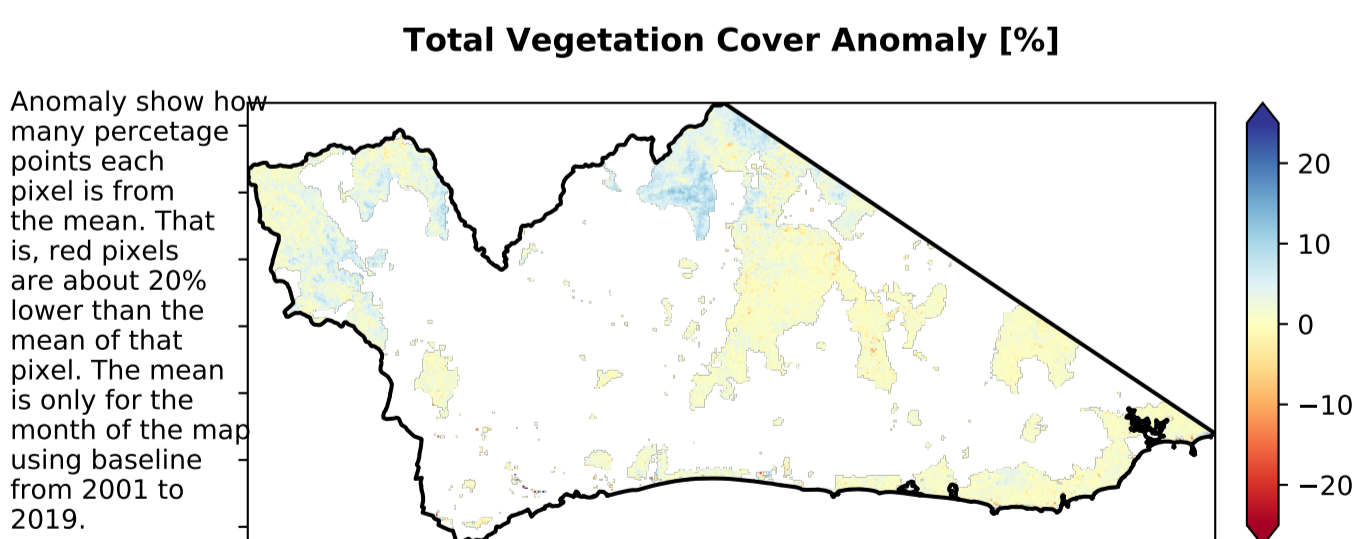 Total Vegetation Cover Anomaly [%]
Anomaly show how
many percetage
points each
pixel is from
the mean. That
is, red pixels
are about 20%
lower than the
mean of that
pixel. The mean
is only for the
month of the map
using baseline
from 2001 to
2019.
20
10
0
−10
−20